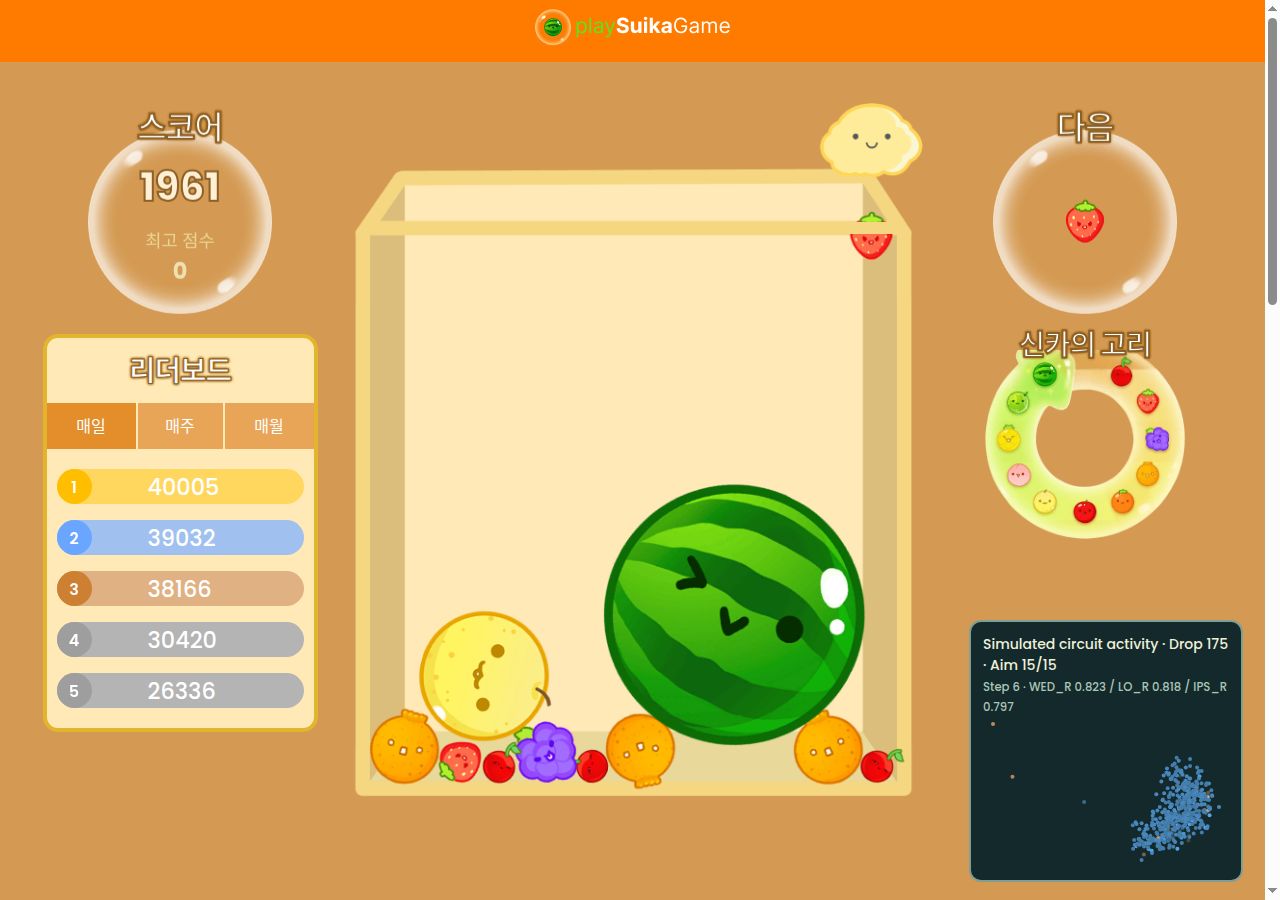 playSuikaGame
스코어
1961
최고 점수
0
리더보드
매일
매주
매월
1
40005
2
39032
3
38166
4
30420
5
26336
다음
신카의 고리
Simulated circuit activity · Drop 175
· Aim 15/15
Step 6 · WED_R 0.823 / LO_R 0.818 / IPS_R
0.797